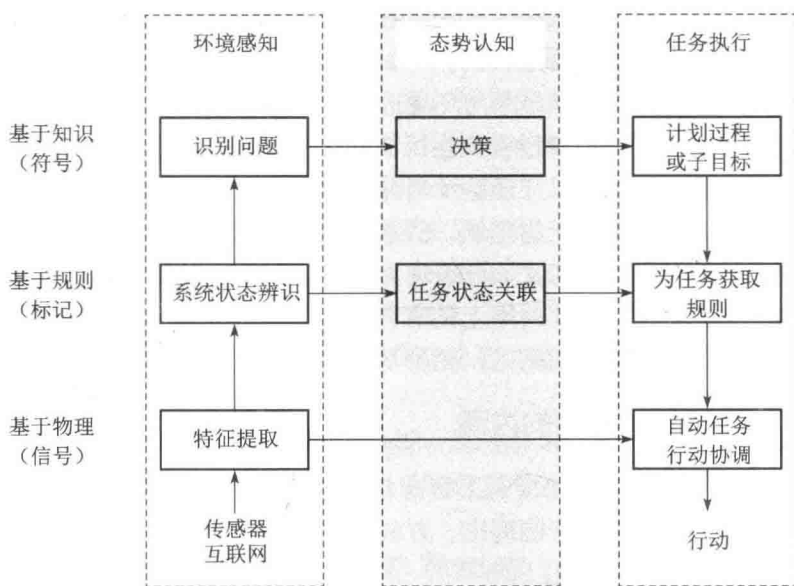 环境感知
态势认知
任务执行
基于知识
（符号）
识别问题
决策
计划过程
或子目标
基于规则
（标记）
系统状态辨识
任务状态关联
为任务获取
规则
基于物理
（信号）
特征提取
自动任务
行动协调
传感器
互联网
行动